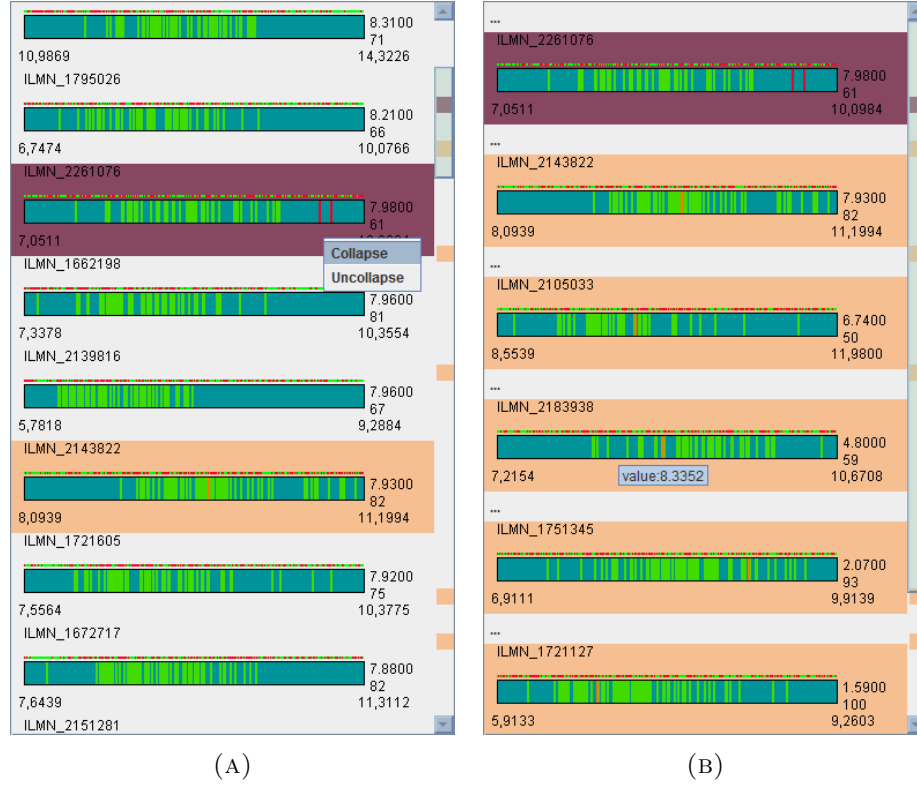 8.3100
71
10,9869 14,3226
ILMN_1795026
8.2100
66
6,7474 10,0766
ILMN_2261076
7.9800
61
7,0511
Collapse
Uncollapse
ILMN_1662198
7.9600
81
7,3378 10,3554
ILMN_2139816
7.9600
67
5,7818 9,2884
ILMN_2143822
7.9300
82
8,0939 11,1994
ILMN_1721605
7.9200
75
7,5564 10,3775
ILMN_1672717
7.8800
82
7,6439 11,3112
ILMN_2151281
(A)
...
ILMN_2261076
7.9800
61
7,0511 10,0984
...
ILMN_2143822
7.9300
82
8,0939 11,1994
...
ILMN_2105033
6.7400
50
8,5539 11,9800
...
ILMN_2183938
4.8000
59
7,2154 10,6708
value:8.3352
...
ILMN_1751345
2.0700
93
6,9111 9,9139
...
ILMN_1721127
1.5900
100
5,9133 9,2603
(B)